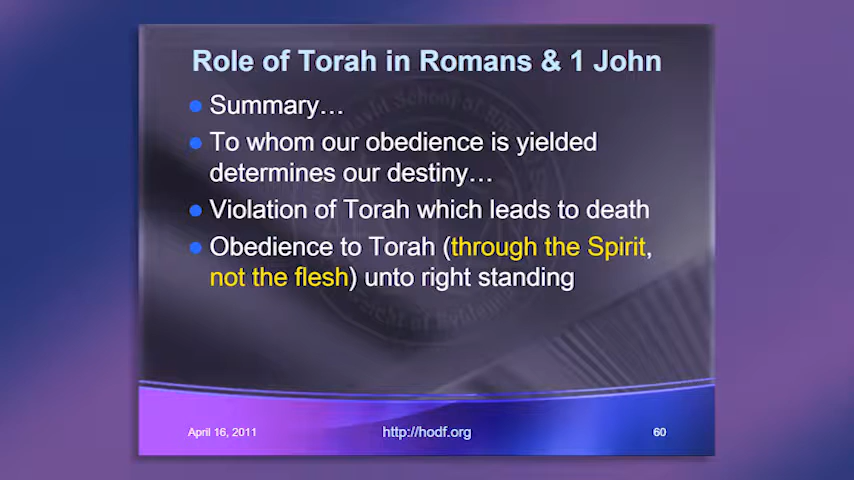 Role of Torah in Romans & 1 John
Summary…
To whom our obedience is yielded
determines our destiny…
Violation of Torah which leads to death
Obedience to Torah (through the Spirit,
not the flesh) unto right standing
April 16, 2011
http://hodf.org
60